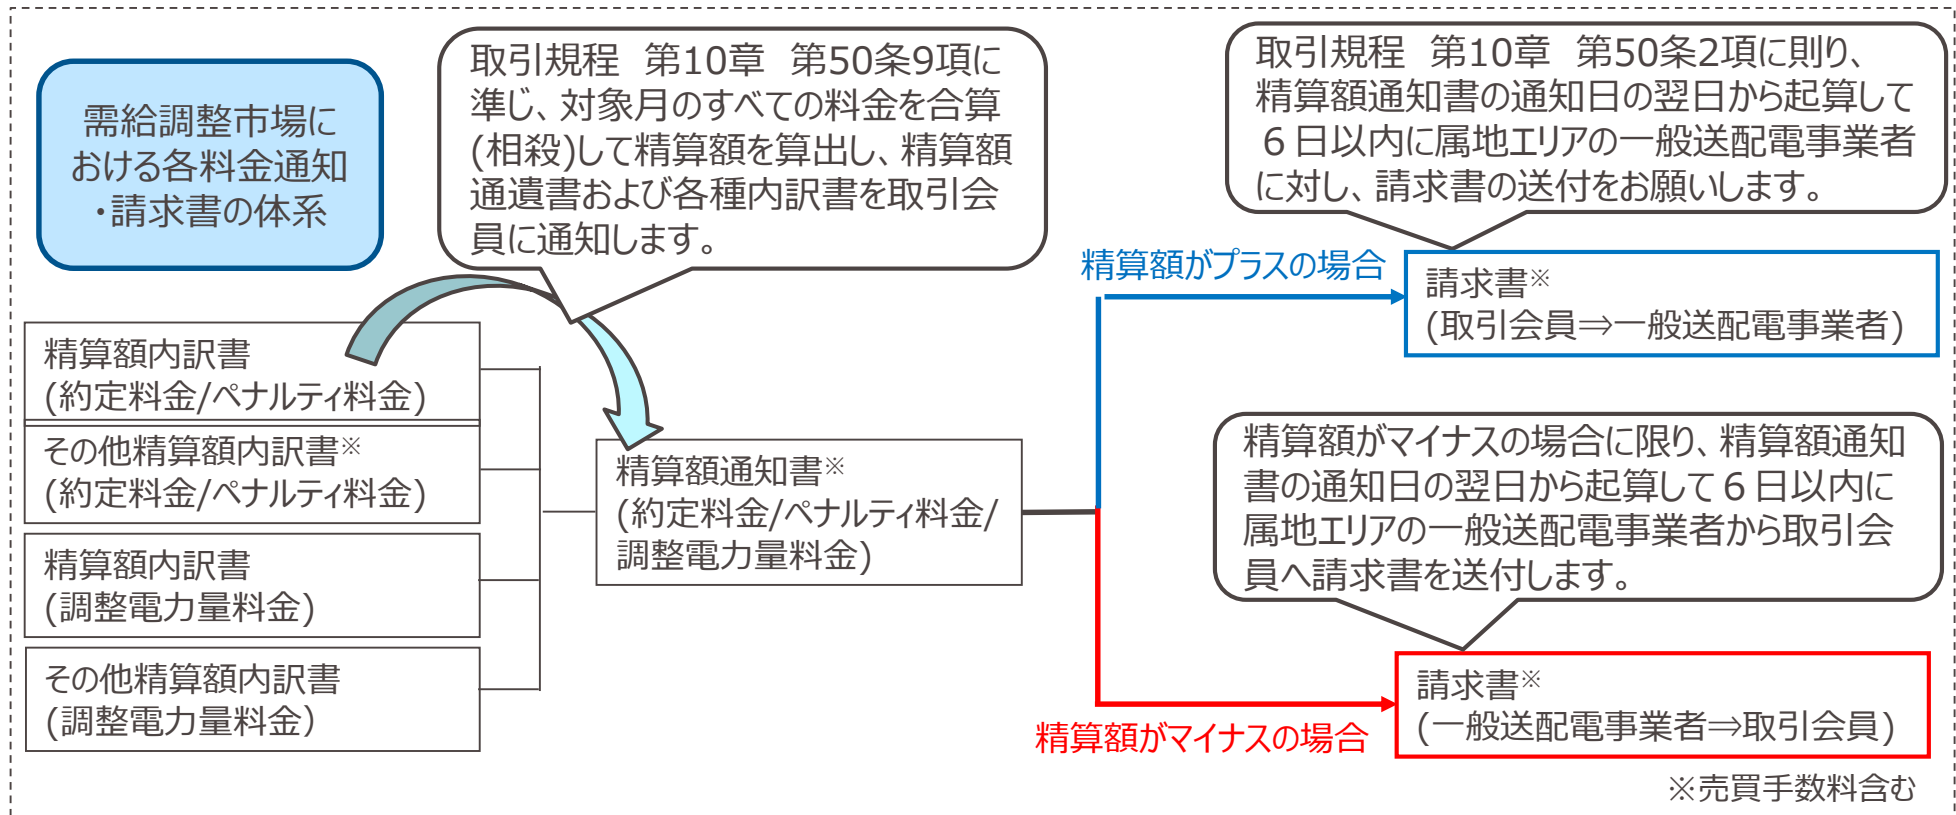 需給調整市場に
おける各料金通知
・請求書の体系
取引規程 第10章 第50条9項に
準じ、対象月のすべての料金を合算
(相殺)して精算額を算出し、精算額
通遺書および各種内訳書を取引会
員に通知します。
取引規程 第10章 第50条2項に則り、
精算額通知書の通知日の翌日から起算して
６日以内に属地エリアの一般送配電事業者
に対し、請求書の送付をお願いします。
精算額がプラスの場合
請求書※
(取引会員⇒一般送配電事業者)
精算額内訳書
(約定料金/ペナルティ料金)
その他精算額内訳書※
(約定料金/ペナルティ料金)
精算額内訳書
(調整電力量料金)
その他精算額内訳書
(調整電力量料金)
精算額通知書※
(約定料金/ペナルティ料金/
調整電力量料金)
精算額がマイナスの場合に限り、精算額通知
書の通知日の翌日から起算して６日以内に
属地エリアの一般送配電事業者から取引会
員へ請求書を送付します。
精算額がマイナスの場合
請求書※
(一般送配電事業者⇒取引会員)
※売買手数料含む